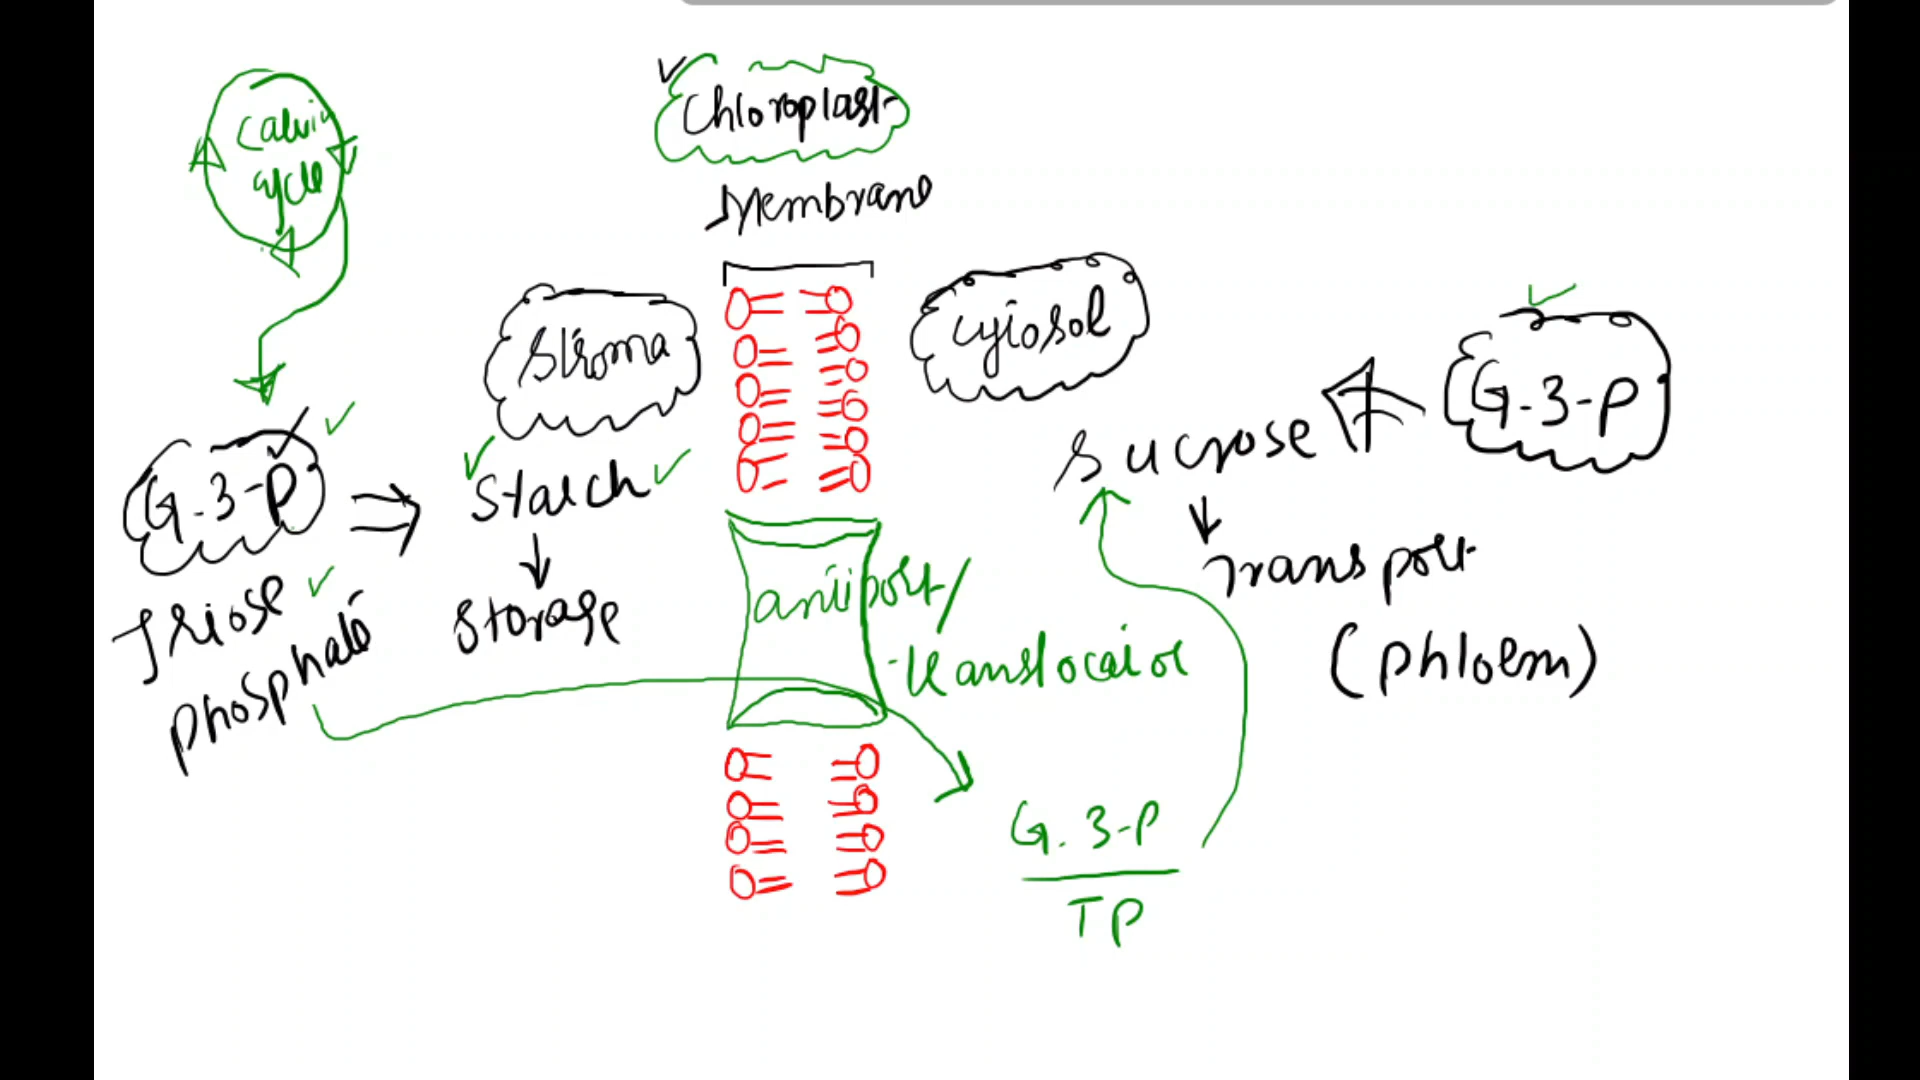 Calvin
cycle
Chloroplast
Membrane
Stroma
Cytosol
G.3-P
Starch
Storage
Triose
phosphate
antiport/
translocator
Sucrose
G.3-P
Transport
(phloem)
G.3-P
TP